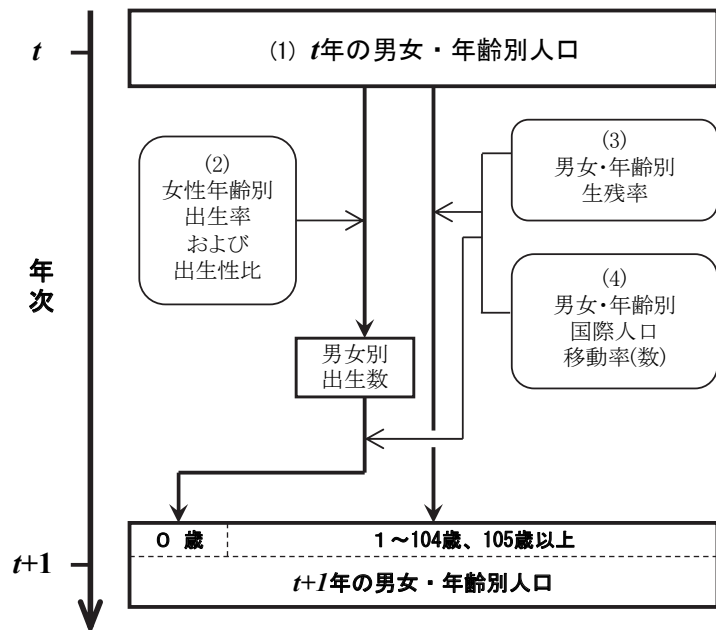 t
(1) t年の男女・年齢別人口
(2)
女性年齢別
出生率
および
出生性比
(3)
男女・年齢別
生残率
年次
(4)
男女・年齢別
国際人口
移動率(数)
男女別
出生数
0 歳
1～104歳、105歳以上
t+1
t+1年の男女・年齢別人口